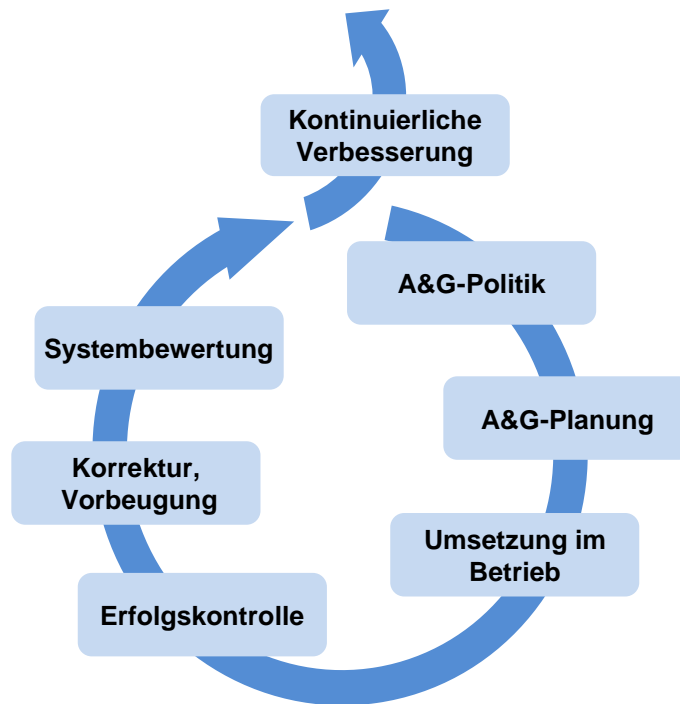 Kontinuierliche
Verbesserung
A&G-Politik
A&G-Planung
Umsetzung im
Betrieb
Erfolgskontrolle
Korrektur,
Vorbeugung
Systembewertung